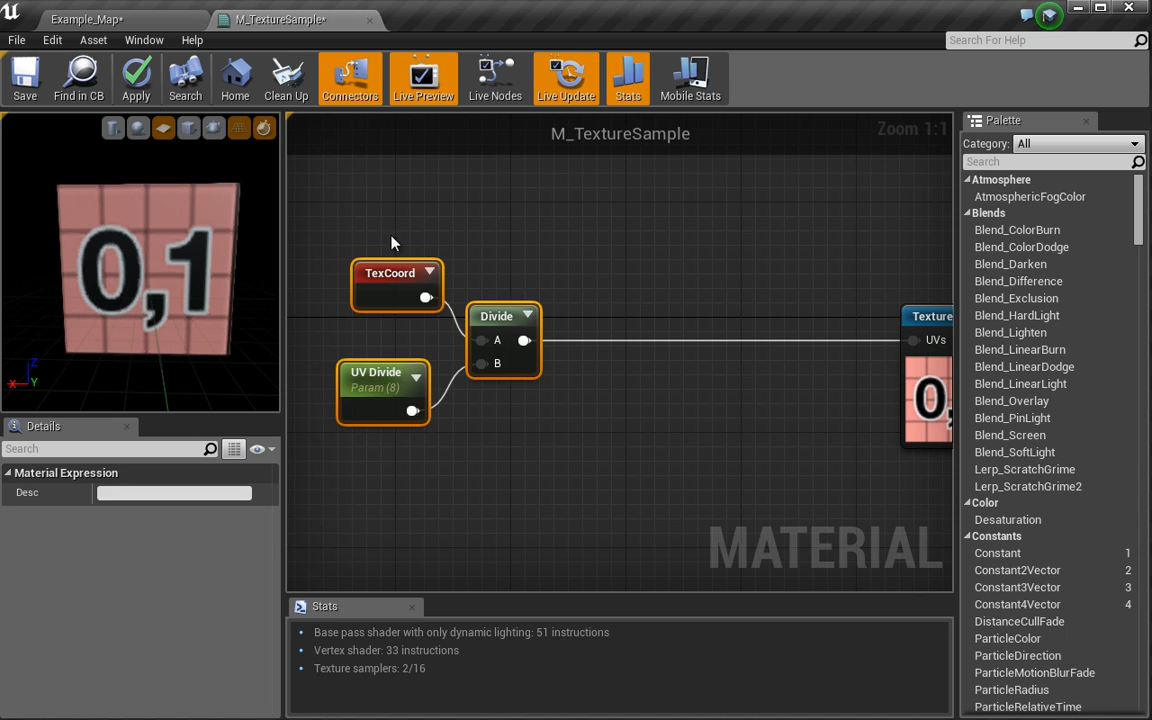 Example_Map*
M_TextureSample*
File Edit Asset Window Help
Search For Help
Save Find in CB Apply Search Home Clean Up Connectors Live Preview Live Nodes Live Update Stats Mobile Stats
0,1
X Y Z
M_TextureSample
Zoom 1:1
TexCoord
Divide
A
B
UV Divide
Param (8)
Texture
UVs
0,
MATERIAL
Details
Search
Material Expression
Desc
Stats
Base pass shader with only dynamic lighting: 51 instructions
Vertex shader: 33 instructions
Texture samplers: 2/16
Palette
Category: All
Search
Atmosphere
AtmosphericFogColor
Blends
Blend_ColorBurn
Blend_ColorDodge
Blend_Darken
Blend_Difference
Blend_Exclusion
Blend_HardLight
Blend_Lighten
Blend_LinearBurn
Blend_LinearDodge
Blend_LinearLight
Blend_Overlay
Blend_PinLight
Blend_Screen
Blend_SoftLight
Lerp_ScratchGrime
Lerp_ScratchGrime2
Color
Desaturation
Constants
Constant 1
Constant2Vector 2
Constant3Vector 3
Constant4Vector 4
DistanceCullFade
ParticleColor
ParticleDirection
ParticleMotionBlurFade
ParticleRadius
ParticleRelativeTime